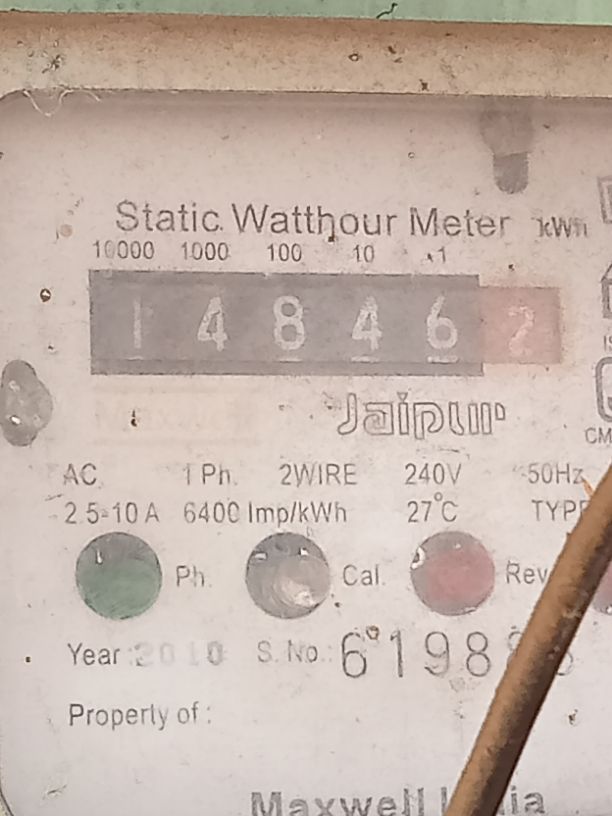 Static Watthour Meter kWh
10000 1000 100 10 1
1 4 8 4 6 2
Jaipur
AC 1 Ph. 2WIRE 240V 50Hz
2.5-10 A 6400 Imp/kWh 27°C
Ph. Cal. Rev
Year : 2010 S. No. :
Property of :
Maxwell